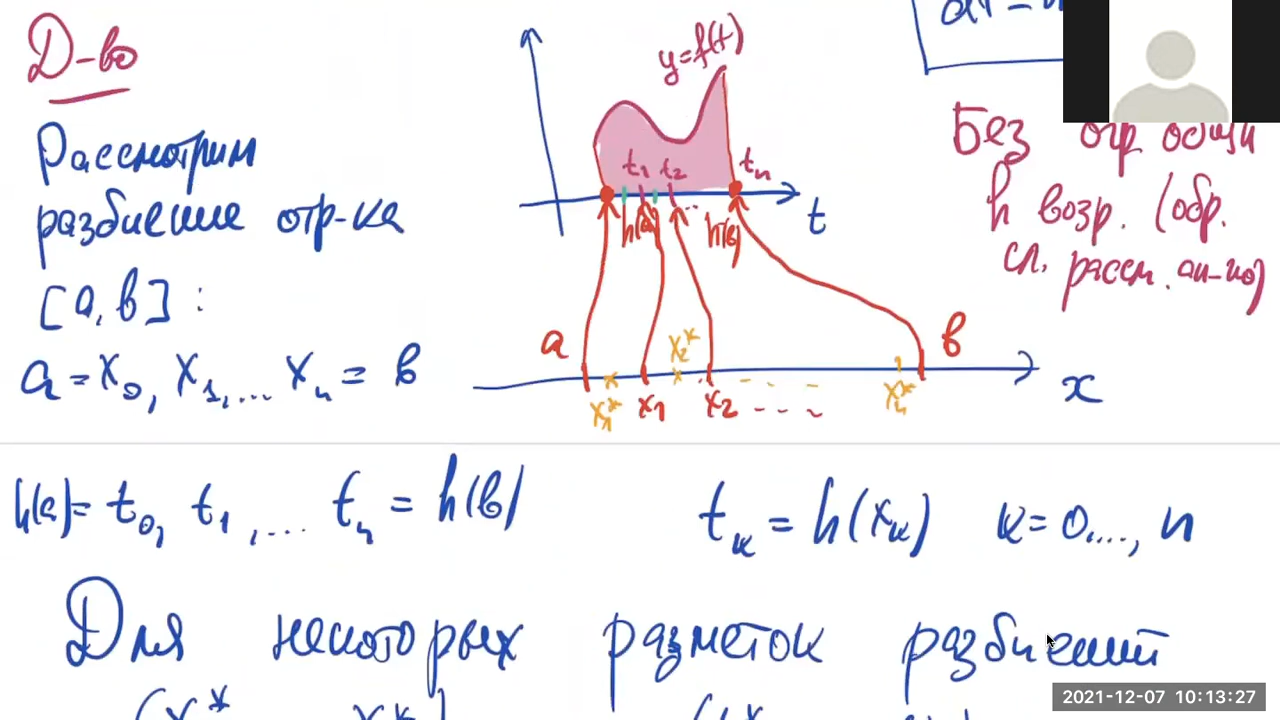 Д-во
Рассмотрим
разбиение отр-ка
[a, b] :
a = x₀, x₁, ... xₙ = b
y=f(t)
t₁ t₂ tₙ
h(a) h(b)
t
Без огр общн
h возр. (обр.
сл. рассм. ан-но)
a b
x₂*
x₁* x₁ x₂ xₙ*
x
h(a)= t₀, t₁ ,... tₙ = h(b)
tₖ = h(xₖ) k = 0,..., n
Для некоторых разметок разбиений
2021-12-07 10:13:27